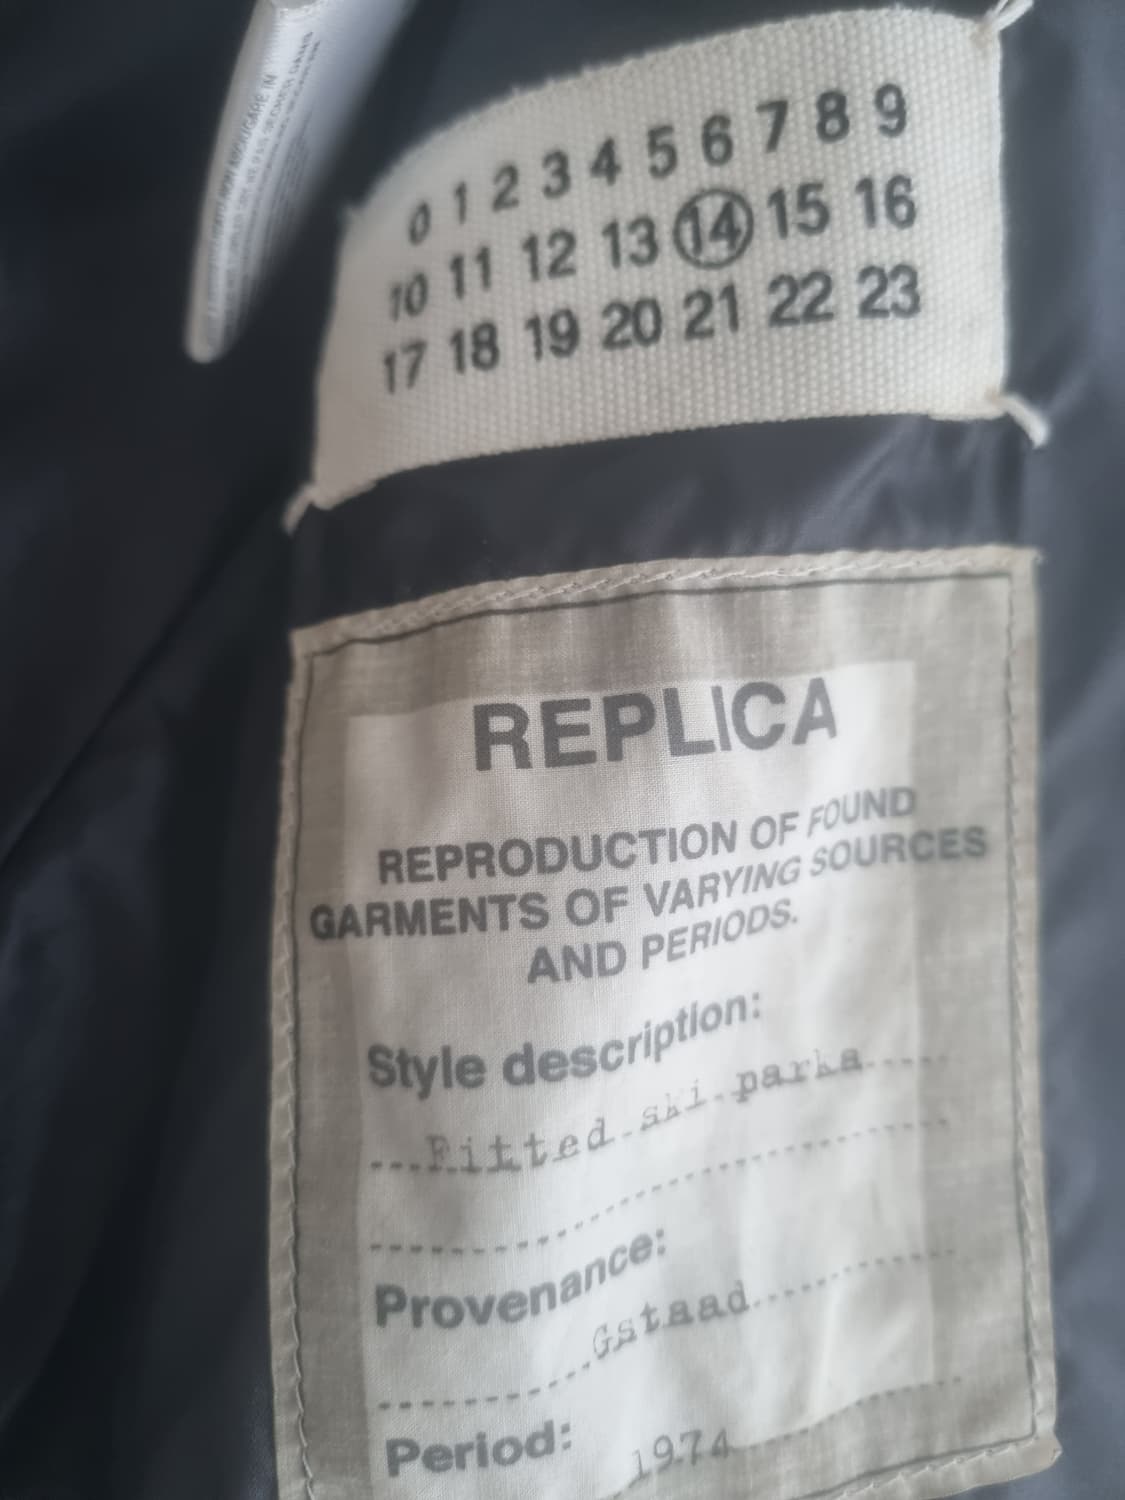 0 1 2 3 4 5 6 7 8 9
10 11 12 13 14 15 16
17 18 19 20 21 22 23
REPLICA
REPRODUCTION OF FOUND
GARMENTS OF VARYING SOURCES
AND PERIODS.
Style description:
Fitted ski parka
Provenance:
Gstaad
Period: 1974